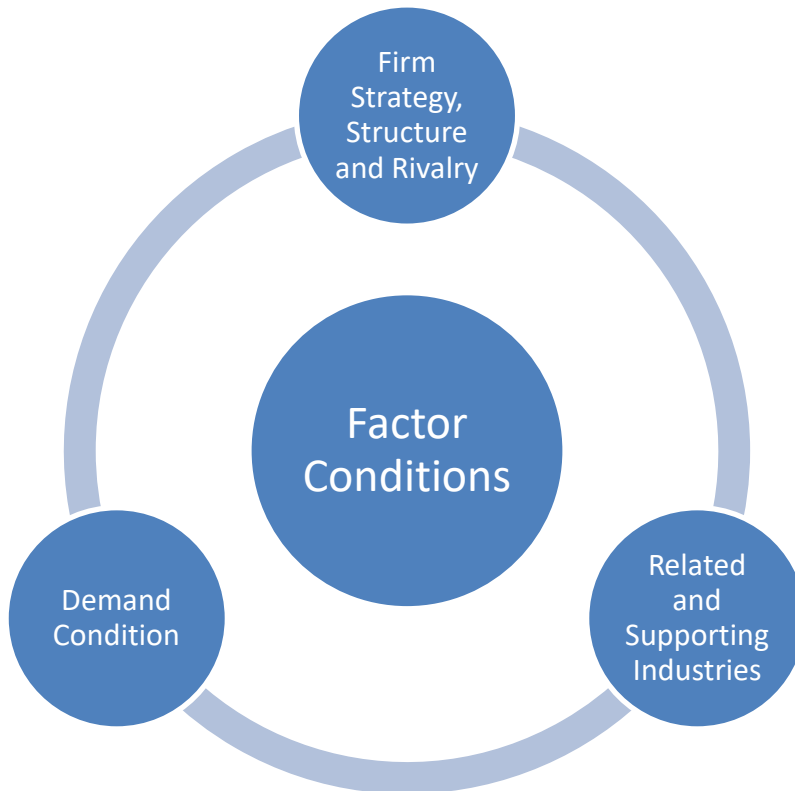 Firm
Strategy,
Structure
and Rivalry
Factor
Conditions
Demand
Condition
Related
and
Supporting
Industries